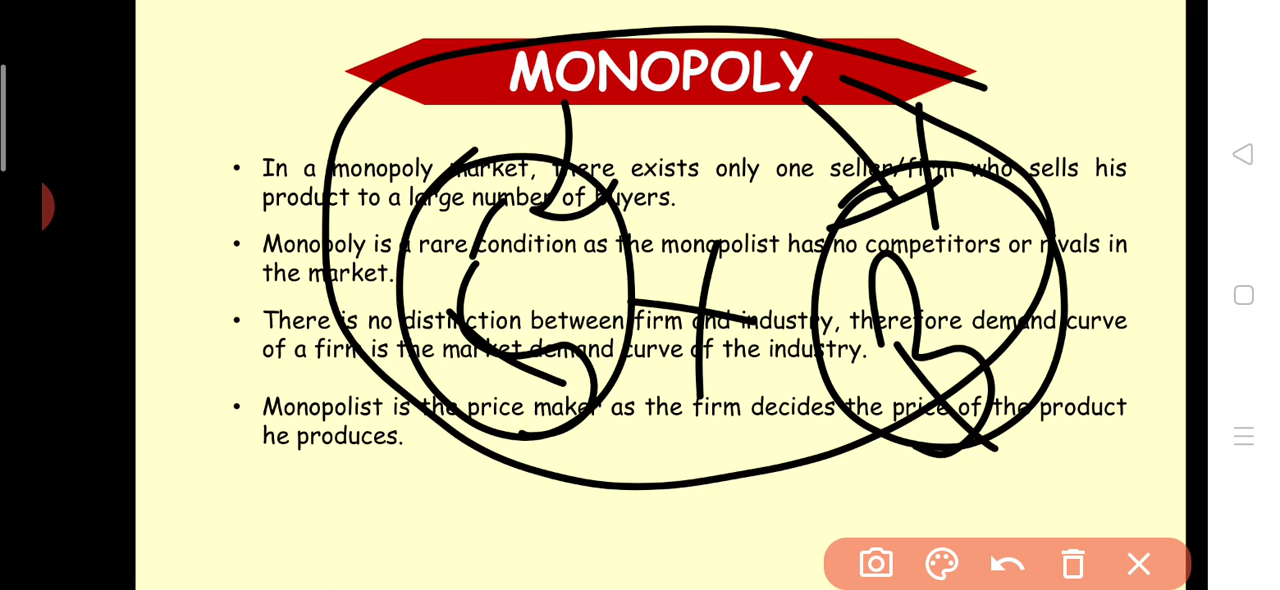 MONOPOLY
• In a monopoly market, there exists only one seller/firm who sells his
product to a large number of buyers.
• Monopoly is a rare condition as the monopolist has no competitors or rivals in
the market.
• There is no distinction between firm and industry, therefore demand curve
of a firm is the market demand curve of the industry.
• Monopolist is the price maker as the firm decides the price of the product
he produces.